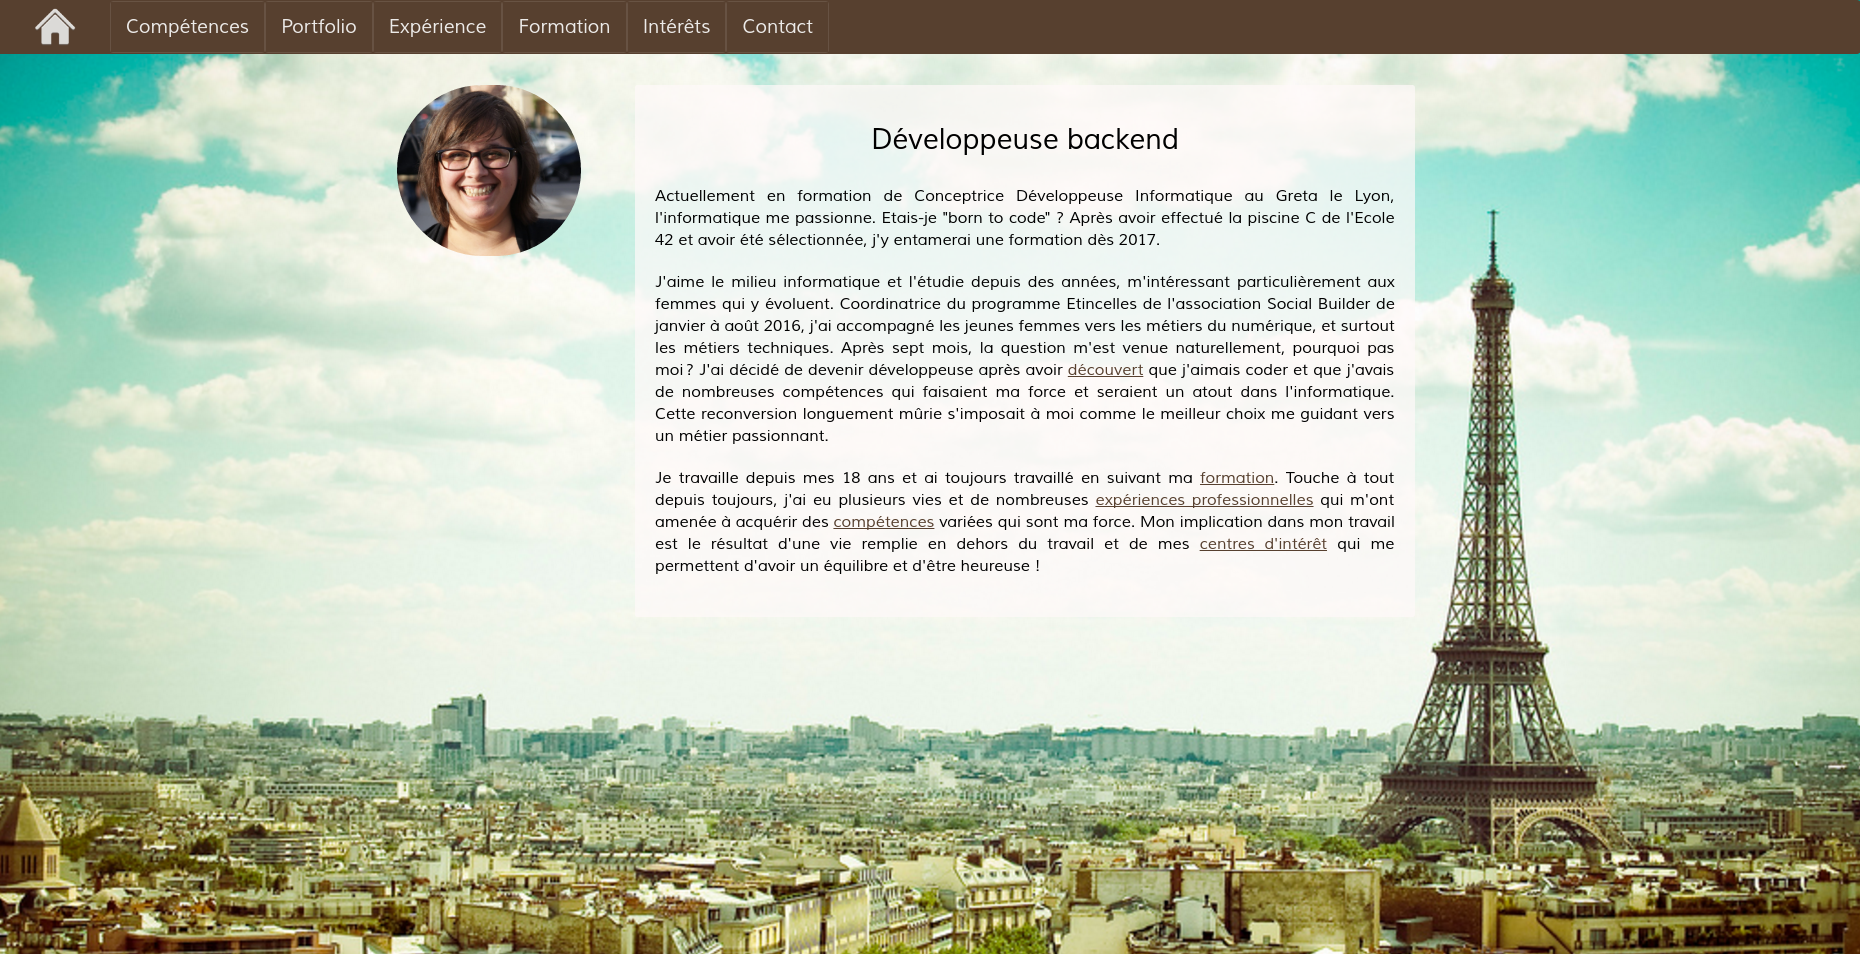 Compétences Portfolio Expérience Formation Intérêts Contact
Développeuse backend
Actuellement en formation de Conceptrice Développeuse Informatique au Greta le Lyon,
l'informatique me passionne. Etais-je "born to code" ? Après avoir effectué la piscine C de l'Ecole
42 et avoir été sélectionnée, j'y entamerai une formation dès 2017.
J'aime le milieu informatique et l'étudie depuis des années, m'intéressant particulièrement aux
femmes qui y évoluent. Coordinatrice du programme Etincelles de l'association Social Builder de
janvier à août 2016, j'ai accompagné les jeunes femmes vers les métiers du numérique, et surtout
les métiers techniques. Après sept mois, la question m'est venue naturellement, pourquoi pas
moi ? J'ai décidé de devenir développeuse après avoir découvert que j'aimais coder et que j'avais
de nombreuses compétences qui faisaient ma force et seraient un atout dans l'informatique.
Cette reconversion longuement mûrie s'imposait à moi comme le meilleur choix me guidant vers
un métier passionnant.
Je travaille depuis mes 18 ans et ai toujours travaillé en suivant ma formation. Touche à tout
depuis toujours, j'ai eu plusieurs vies et de nombreuses expériences professionnelles qui m'ont
amenée à acquérir des compétences variées qui sont ma force. Mon implication dans mon travail
est le résultat d'une vie remplie en dehors du travail et de mes centres d'intérêt qui me
permettent d'avoir un équilibre et d'être heureuse !